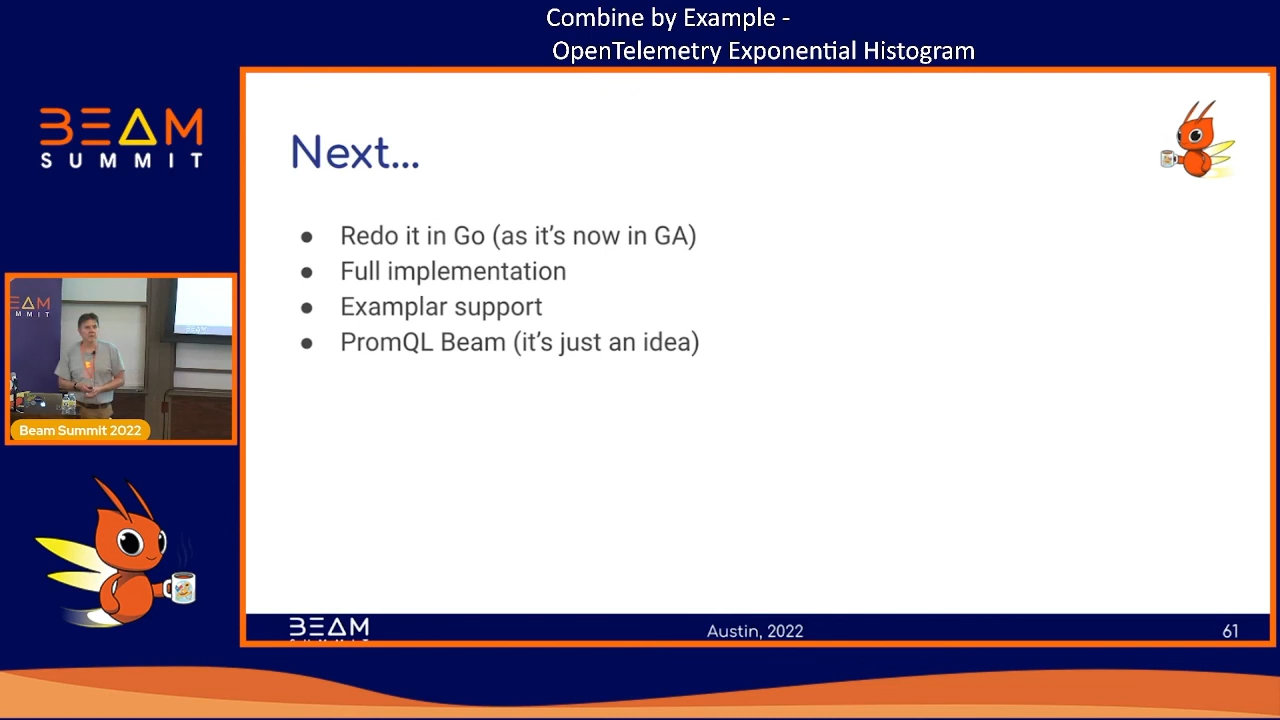 Combine by Example -
OpenTelemetry Exponential Histogram
BEAM
SUMMIT
Next...
● Redo it in Go (as it’s now in GA)
● Full implementation
● Examplar support
● PromQL Beam (it’s just an idea)
Beam Summit 2022
BEAM
Austin, 2022
61